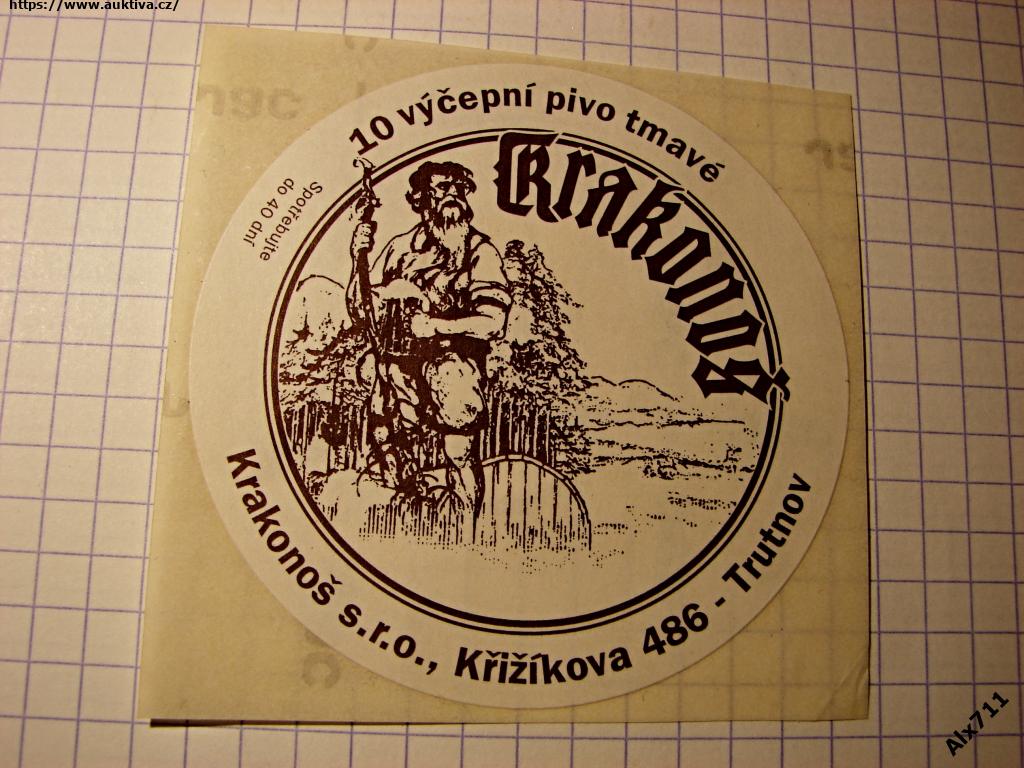 https://www.auktiva.cz/
10 výčepní pivo tmavé
Krakonoš
Spotřebujte
do 40 dní
Krakonoš s.r.o., Křižíkova 486 - Trutnov
Alx711